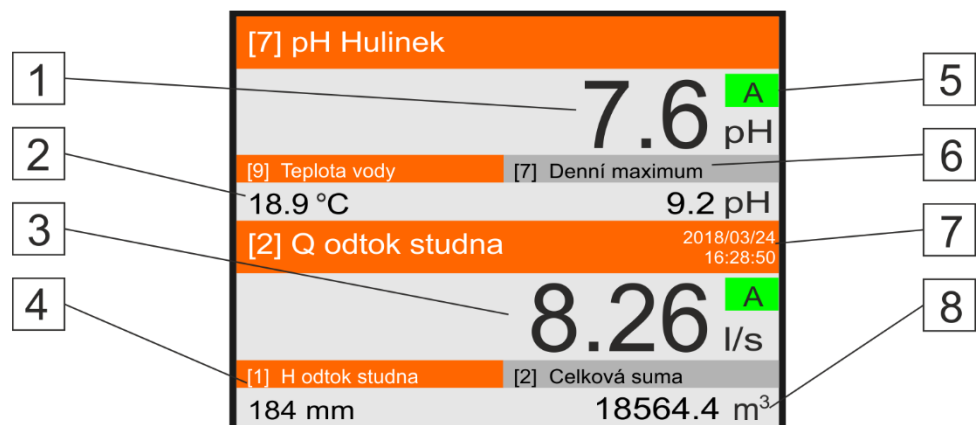 [7] pH Hulinek
1
7.6
A
pH
5
2
[9] Teplota vody
[7] Denní maximum
6
18.9 °C
9.2 pH
3
[2] Q odtok studna
2018/03/24
16:28:50
7
8.26
A
l/s
4
[1] H odtok studna
[2] Celková suma
8
184 mm
18564.4 m³